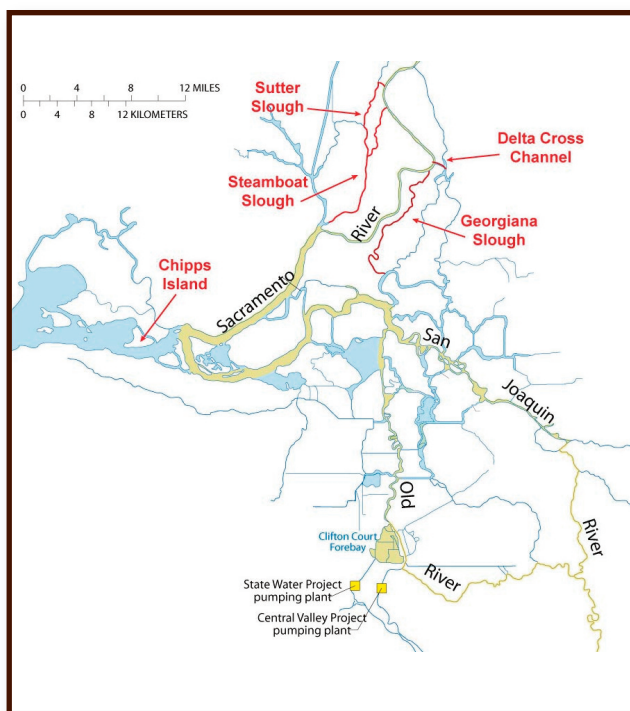 0 4 8 12 MILES
0 4 8 12 KILOMETERS
Sutter
Slough
Delta Cross
Channel
Steamboat
Slough
River
Georgiana
Slough
Chipps
Island
Sacramento
San
Joaquin
Old
River
Clifton Court
Forebay
River
State Water Project
pumping plant
Central Valley Project
pumping plant